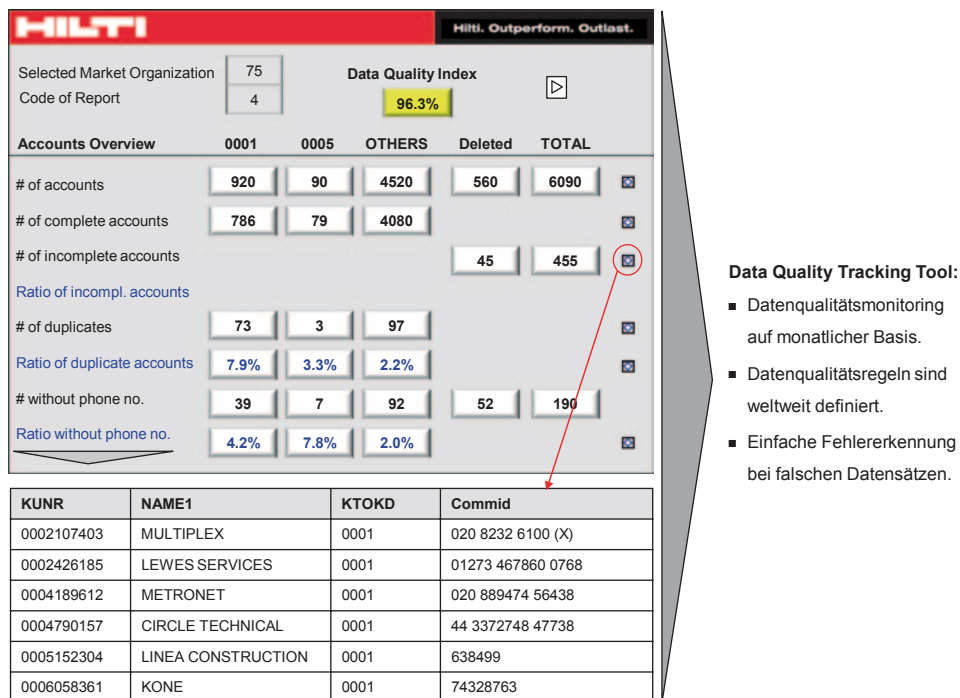 HILTI
Hilti. Outperform. Outlast.
Selected Market Organization 75
Code of Report 4
Data Quality Index
96.3%
Accounts Overview 0001 0005 OTHERS Deleted TOTAL
# of accounts 920 90 4520 560 6090
# of complete accounts 786 79 4080
# of incomplete accounts 45 455
Ratio of incompl. accounts
# of duplicates 73 3 97
Ratio of duplicate accounts 7.9% 3.3% 2.2%
# without phone no. 39 7 92 52 190
Ratio without phone no. 4.2% 7.8% 2.0%
KUNR NAME1 KTOKD Commid
0002107403 MULTIPLEX 0001 020 8232 6100 (X)
0002426185 LEWES SERVICES 0001 01273 467860 0768
0004189612 METRONET 0001 020 889474 56438
0004790157 CIRCLE TECHNICAL 0001 44 3372748 47738
0005152304 LINEA CONSTRUCTION 0001 638499
0006058361 KONE 0001 74328763
Data Quality Tracking Tool:
■ Datenqualitätsmonitoring
auf monatlicher Basis.
■ Datenqualitätsregeln sind
weltweit definiert.
■ Einfache Fehlererkennung
bei falschen Datensätzen.